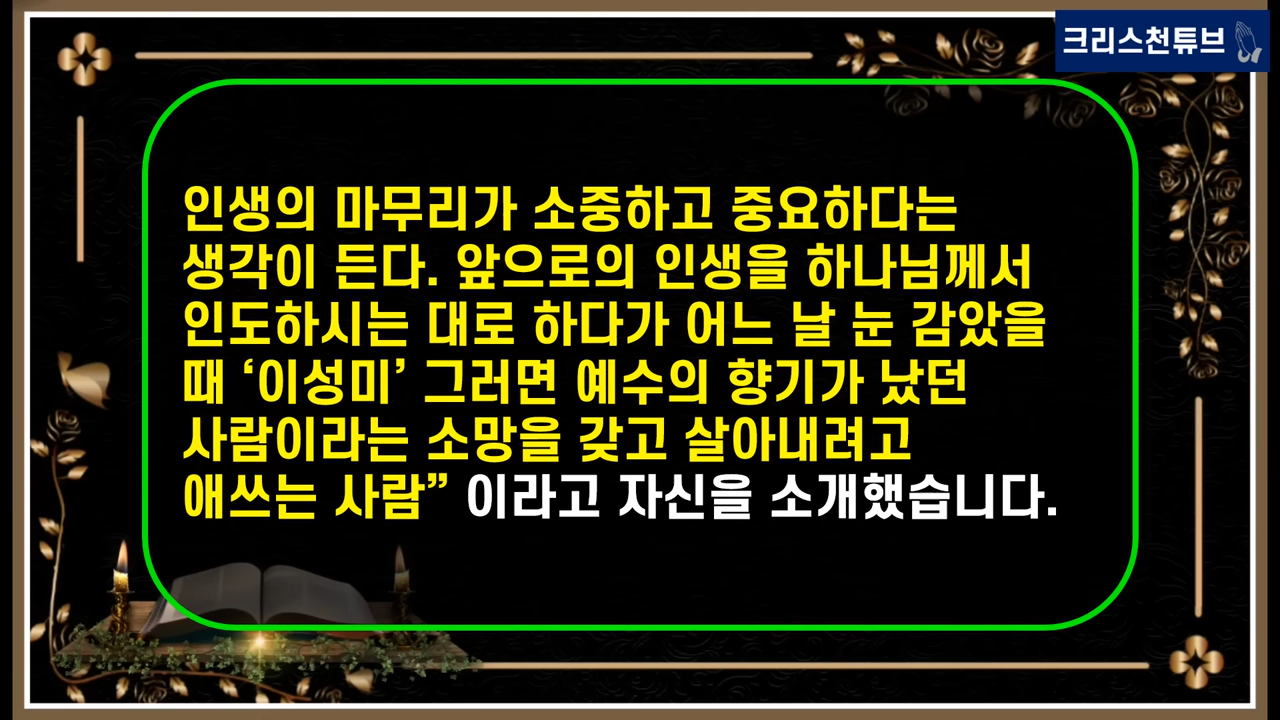 크리스천튜브
인생의 마무리가 소중하고 중요하다는
생각이 든다. 앞으로의 인생을 하나님께서
인도하시는 대로 하다가 어느 날 눈 감았을
때 ‘이성미’ 그러면 예수의 향기가 났던
사람이라는 소망을 갖고 살아내려고
애쓰는 사람” 이라고 자신을 소개했습니다.